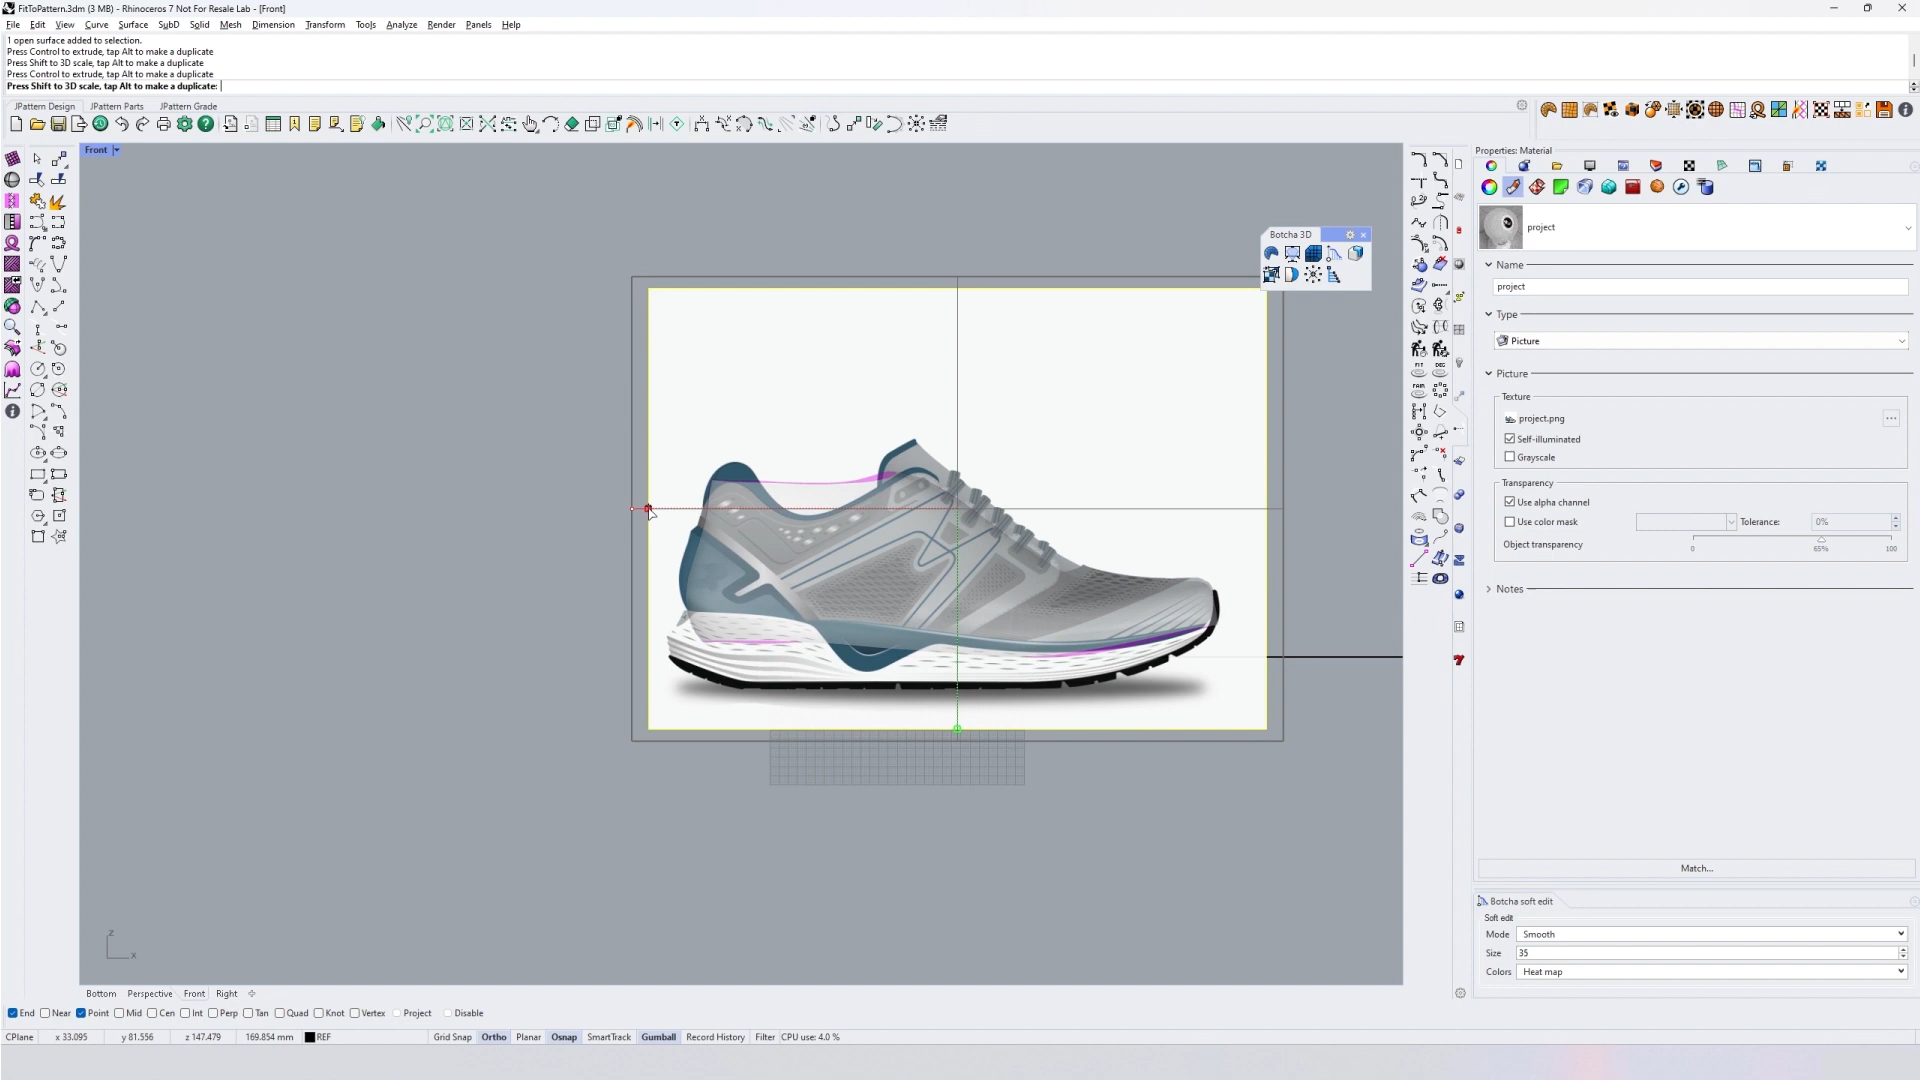 FitToPattern.3dm (3 MB) - Rhinoceros 7 Not For Resale Lab - [Front]
File Edit View Curve Surface SubD Solid Mesh Dimension Transform Tools Analyze Render Panels Help
1 open surface added to selection.
Press Control to extrude, tap Alt to make a duplicate
Press Shift to 3D scale, tap Alt to make a duplicate
Press Control to extrude, tap Alt to make a duplicate
Press Shift to 3D scale, tap Alt to make a duplicate:
JPattern Design JPattern Parts JPattern Grade
Front
Botcha 3D
Properties: Material
project
Name
project
Type
Picture
Picture
Texture
project.png
Self-illuminated
Grayscale
Transparency
Use alpha channel
Use color mask Tolerance: 0%
Object transparency 0 65% 100
Notes
Match...
Botcha soft edit
Soft edit
Mode Smooth
Size 35
Colors Heat map
FIT DEC
FAIR
z
x
Bottom Perspective Front Right
End Near Point Mid Cen Int Perp Tan Quad Knot Vertex Project Disable
CPlane x 33.095 y 81.556 z 147.479 169.854 mm REF Grid Snap Ortho Planar Osnap SmartTrack Gumball Record History Filter CPU use: 4.0 %